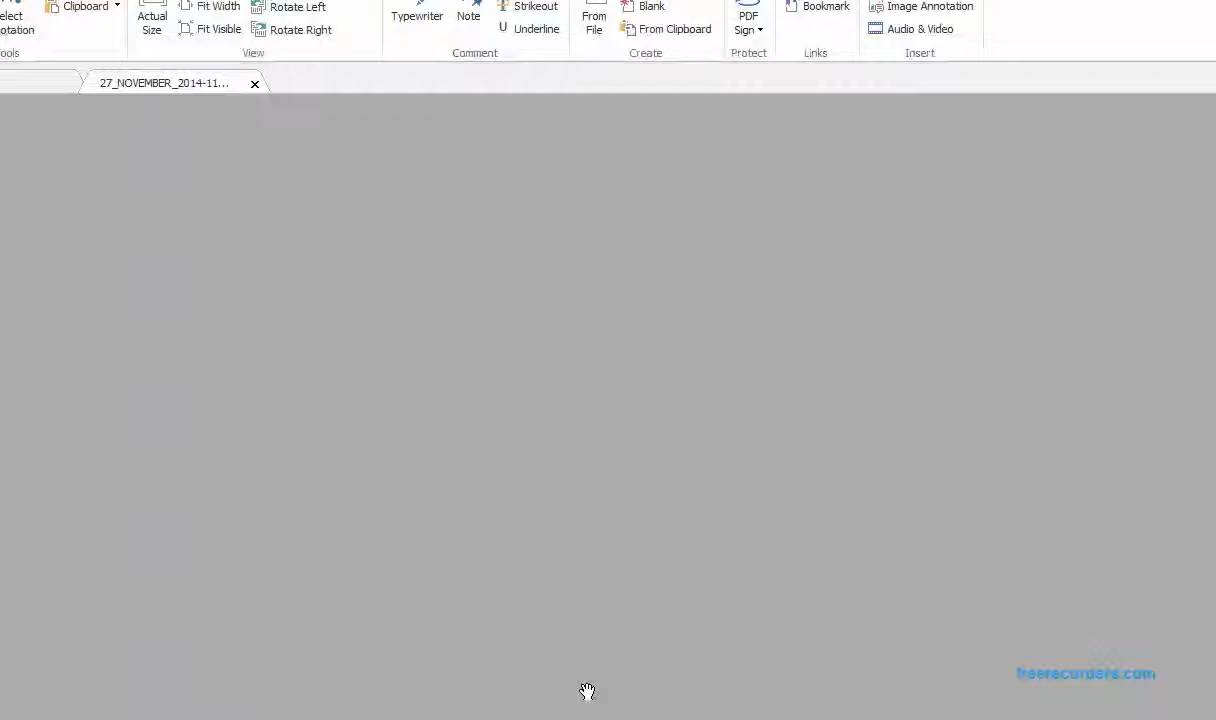 Actual Size
Fit Width
Fit Visible
Rotate Left
Rotate Right
View
Clipboard
Typewriter
Note
Strikeout
U Underline
Comment
From File
Blank
From Clipboard
Create
PDF Sign
Protect
Bookmark
Links
Image Annotation
Audio & Video
Insert
27_NOVEMBER_2014-11...
freerecorders.com